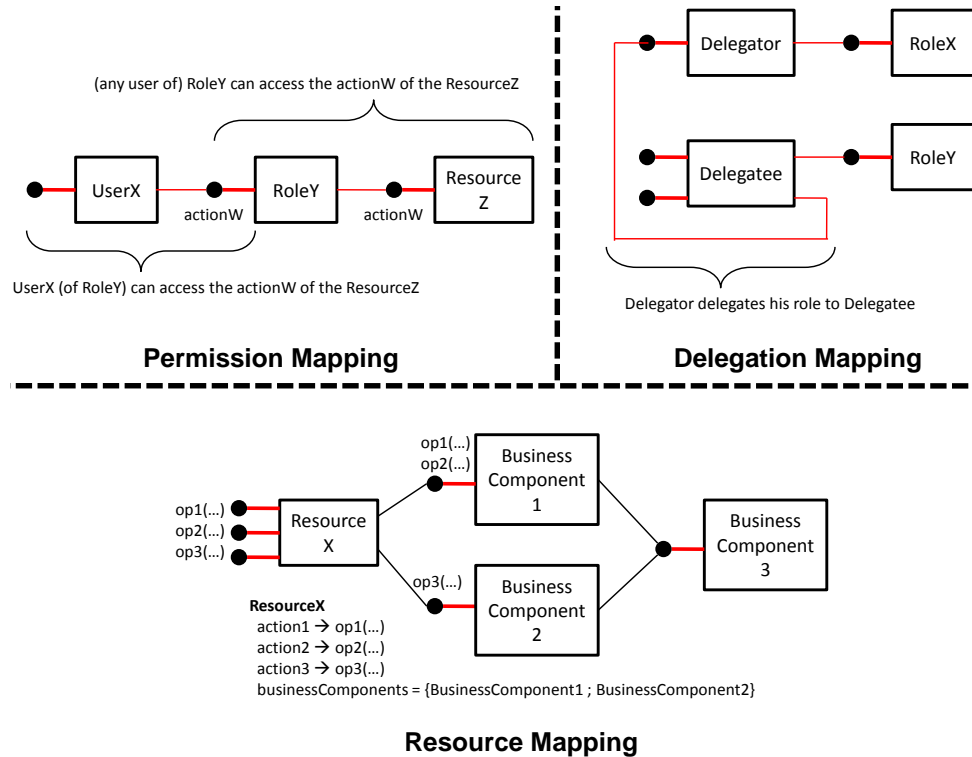 (any user of) RoleY can access the actionW of the ResourceZ
UserX
RoleY
Resource
Z
actionW
actionW
UserX (of RoleY) can access the actionW of the ResourceZ
Permission Mapping
Delegator
RoleX
Delegatee
RoleY
Delegator delegates his role to Delegatee
Delegation Mapping
op1(...)
op2(...)
op3(...)
Resource
X
op1(...)
op2(...)
Business
Component
1
op3(...)
Business
Component
2
Business
Component
3
ResourceX
action1 → op1(...)
action2 → op2(...)
action3 → op3(...)
businessComponents = {BusinessComponent1 ; BusinessComponent2}
Resource Mapping